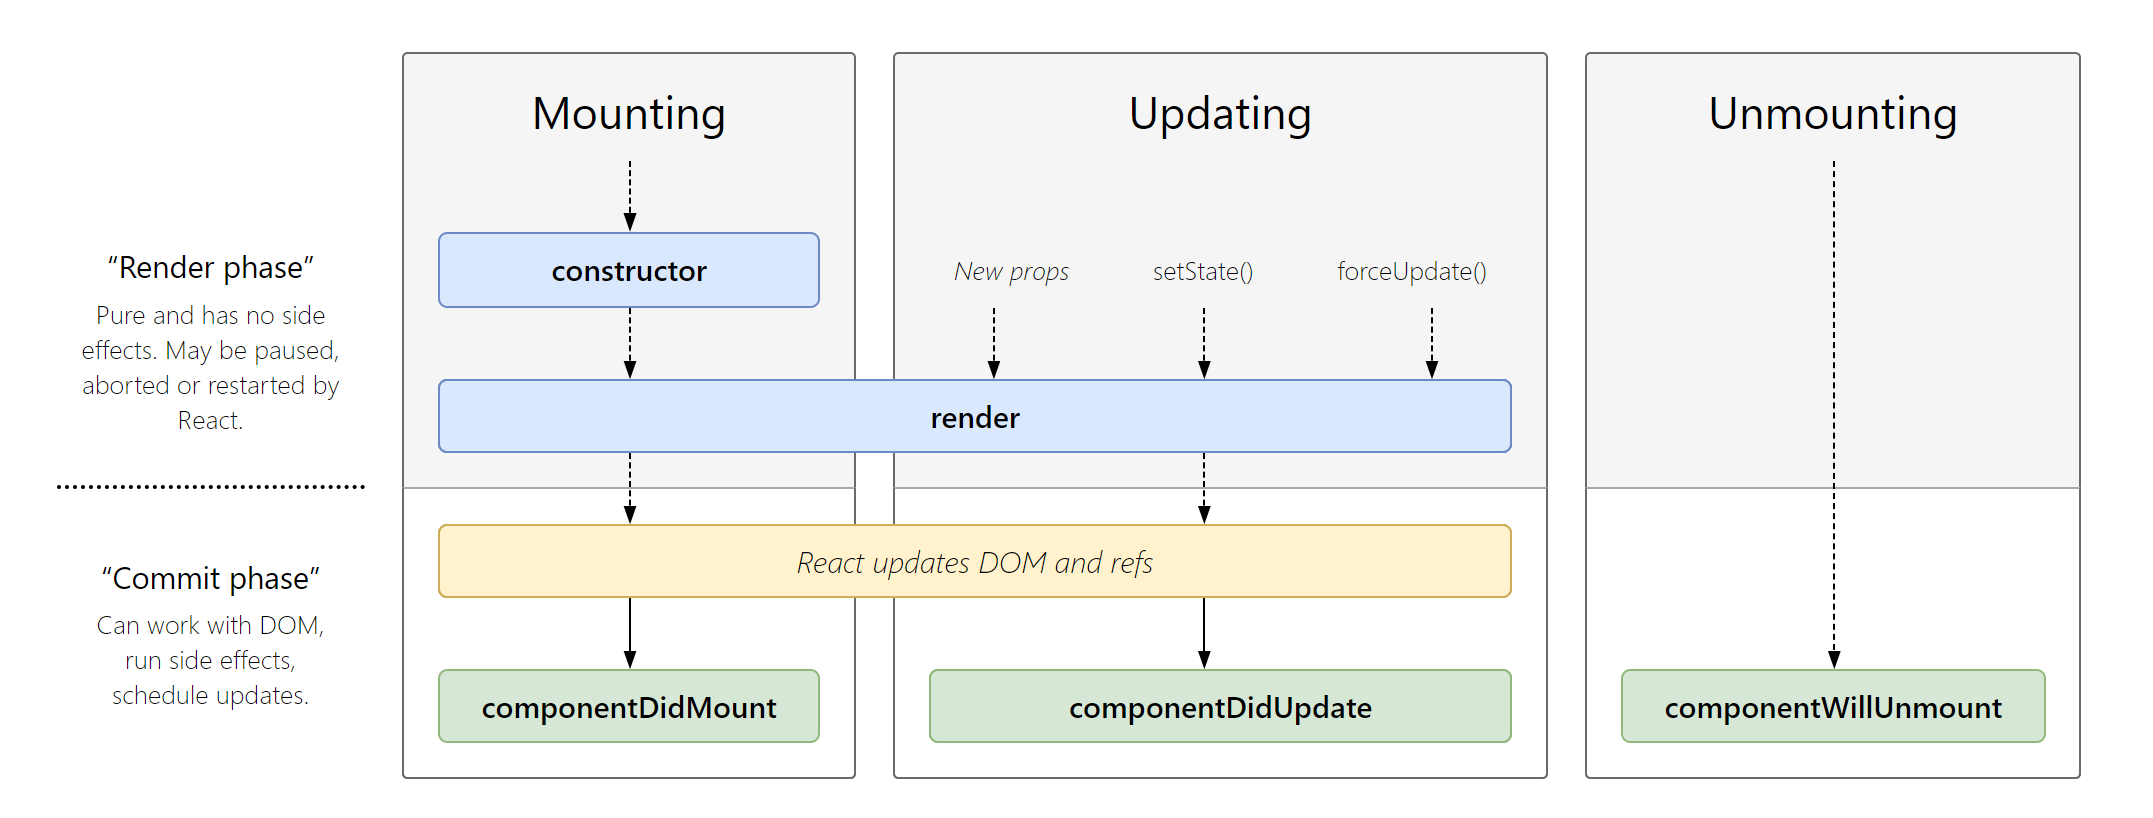 Mounting
Updating
Unmounting
“Render phase”
Pure and has no side
effects. May be paused,
aborted or restarted by
React.
constructor
New props
setState()
forceUpdate()
render
“Commit phase”
Can work with DOM,
run side effects,
schedule updates.
React updates DOM and refs
componentDidMount
componentDidUpdate
componentWillUnmount